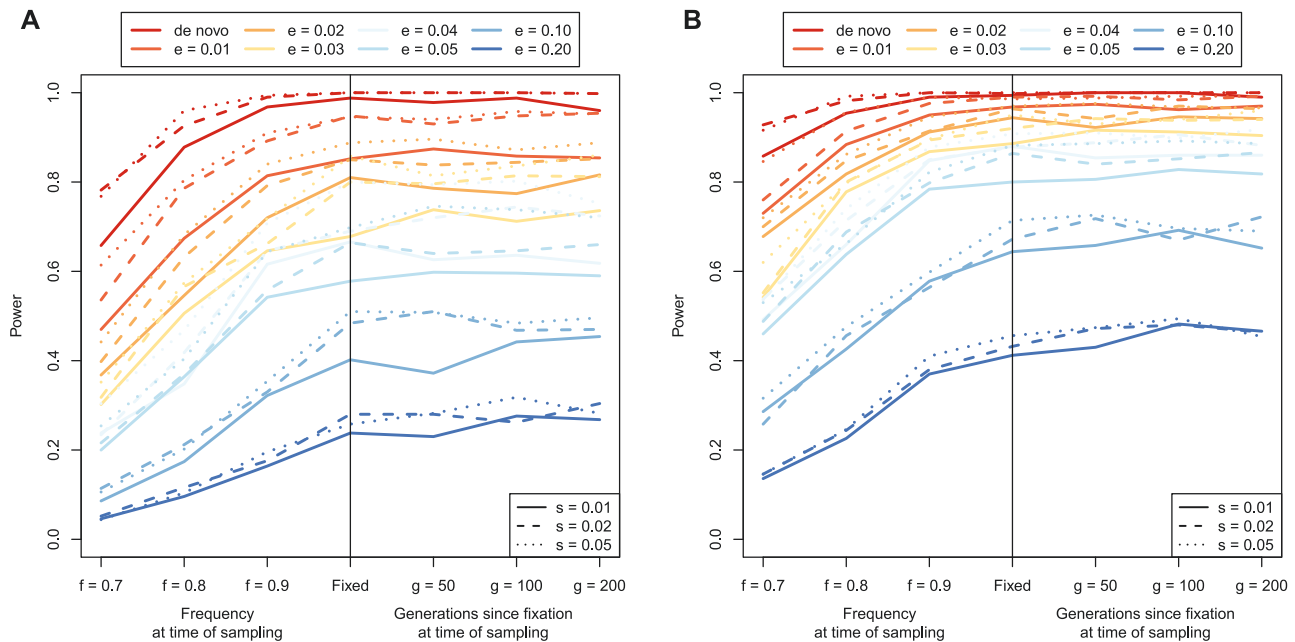 A
de novo e = 0.02 e = 0.04 e = 0.10
e = 0.01 e = 0.03 e = 0.05 e = 0.20
Power
1.0
0.8
0.6
0.4
0.2
0.0
s = 0.01
s = 0.02
s = 0.05
f = 0.7 f = 0.8 f = 0.9 Fixed g = 50 g = 100 g = 200
Frequency
at time of sampling
Generations since fixation
at time of sampling
B
de novo e = 0.02 e = 0.04 e = 0.10
e = 0.01 e = 0.03 e = 0.05 e = 0.20
Power
1.0
0.8
0.6
0.4
0.2
0.0
s = 0.01
s = 0.02
s = 0.05
f = 0.7 f = 0.8 f = 0.9 Fixed g = 50 g = 100 g = 200
Frequency
at time of sampling
Generations since fixation
at time of sampling